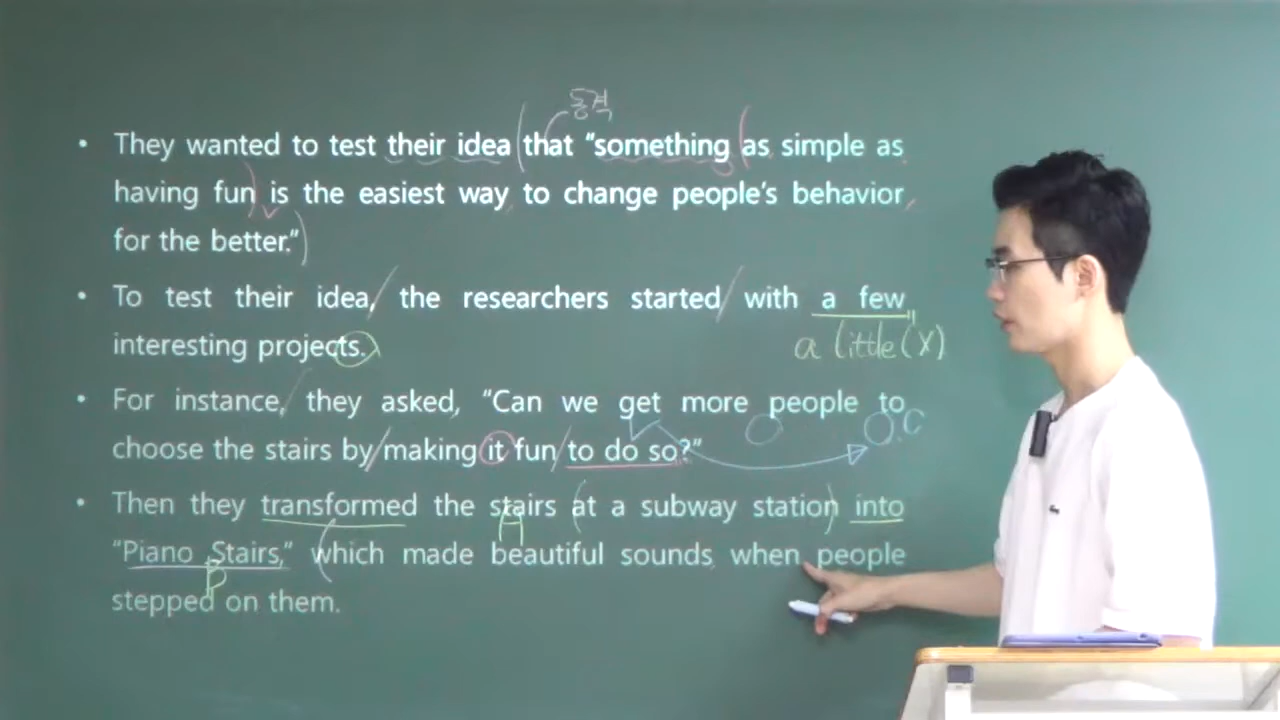 동격
• They wanted to test their idea that "something as simple as
having fun is the easiest way to change people's behavior
for the better."
• To test their idea, the researchers started with a few
a little (X)
interesting projects.
• For instance, they asked, "Can we get more people to
O.C
choose the stairs by making it fun to do so?"
• Then they transformed the stairs at a subway station into
A
"Piano Stairs," which made beautiful sounds when people
B
stepped on them.